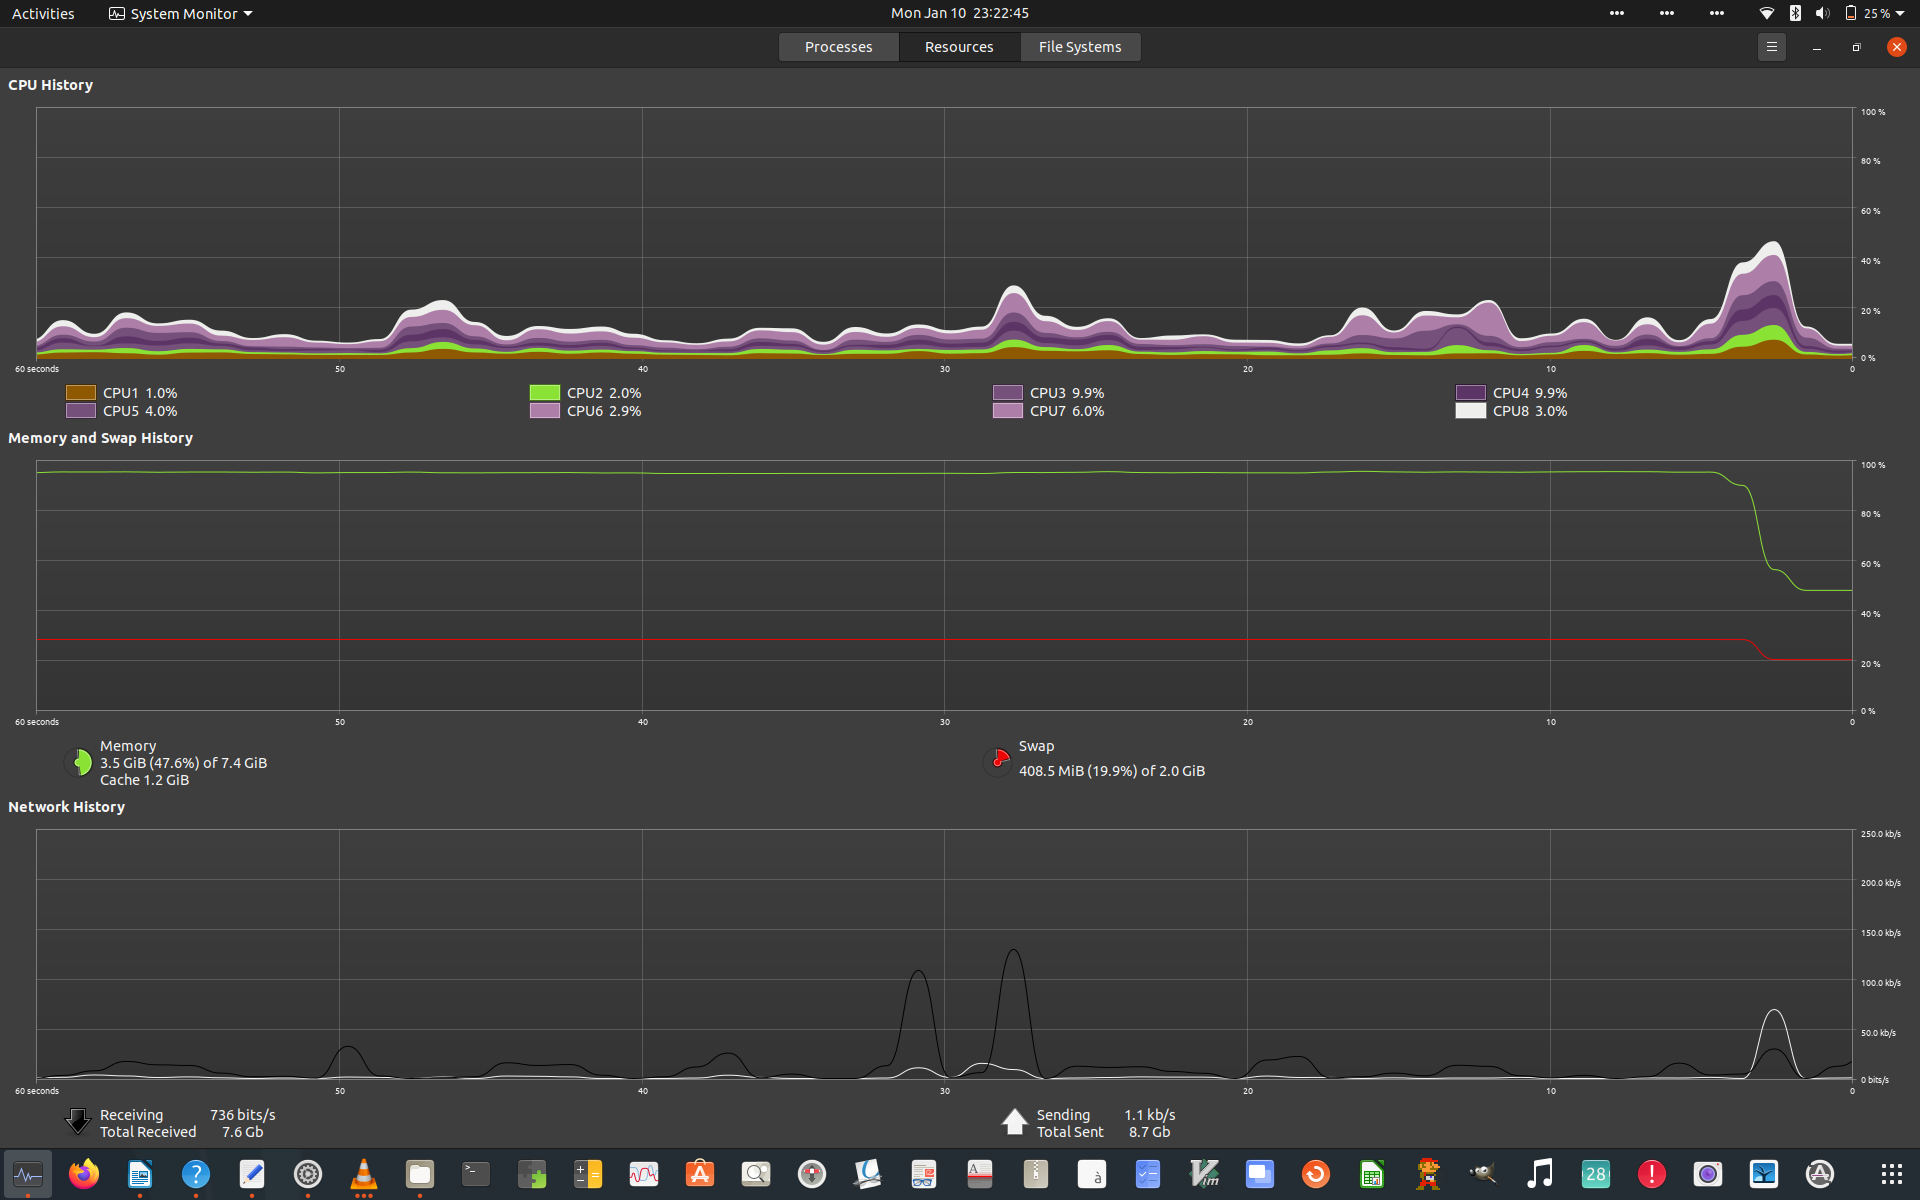 Activities System Monitor Mon Jan 10 23:22:45 25 %
Processes Resources File Systems
CPU History
100 %
80 %
60 %
40 %
20 %
0 %
60 seconds 50 40 30 20 10 0
CPU1 1.0% CPU2 2.0% CPU3 9.9% CPU4 9.9%
CPU5 4.0% CPU6 2.9% CPU7 6.0% CPU8 3.0%
Memory and Swap History
100 %
80 %
60 %
40 %
20 %
0 %
60 seconds 50 40 30 20 10 0
Memory Swap
3.5 GiB (47.6%) of 7.4 GiB 408.5 MiB (19.9%) of 2.0 GiB
Cache 1.2 GiB
Network History
250.0 kb/s
200.0 kb/s
150.0 kb/s
100.0 kb/s
50.0 kb/s
0 bits/s
60 seconds 50 40 30 20 10 0
Receiving 736 bits/s Sending 1.1 kb/s
Total Received 7.6 Gb Total Sent 8.7 Gb
28